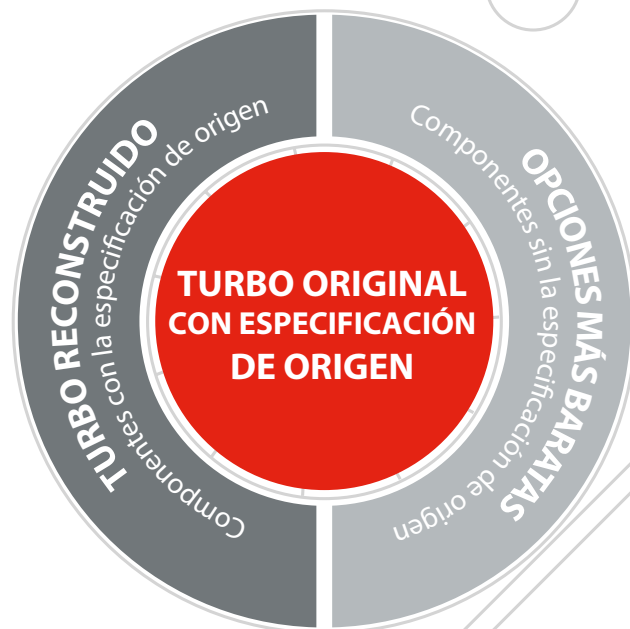 TURBO RECONSTRUIDO
Componentes con la especificación de origen
TURBO ORIGINAL
CON ESPECIFICACIÓN
DE ORIGEN
OPCIONES MÁS BARATAS
Componentes sin la especificación de origen